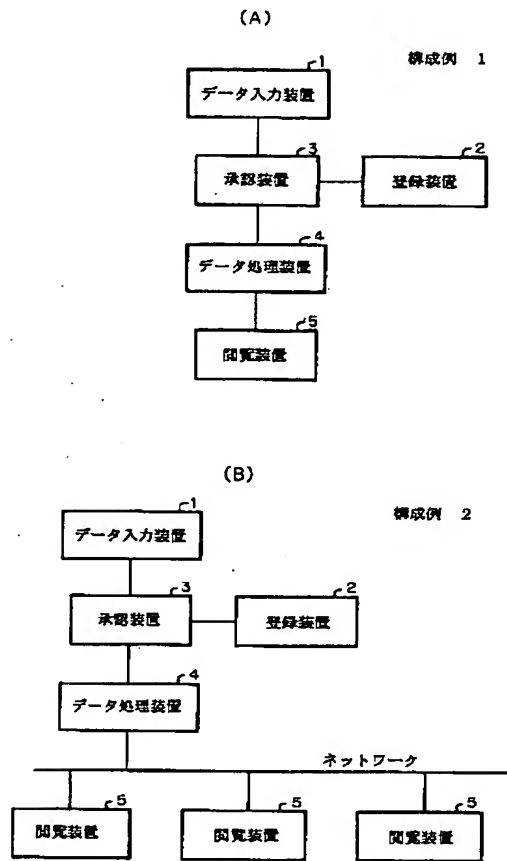 (A)
構成例 1
1
データ入力装置
3
承認装置
2
登録装置
4
データ処理装置
5
閲覧装置
(B)
構成例 2
1
データ入力装置
3
承認装置
2
登録装置
4
データ処理装置
ネットワーク
5
閲覧装置
5
閲覧装置
5
閲覧装置